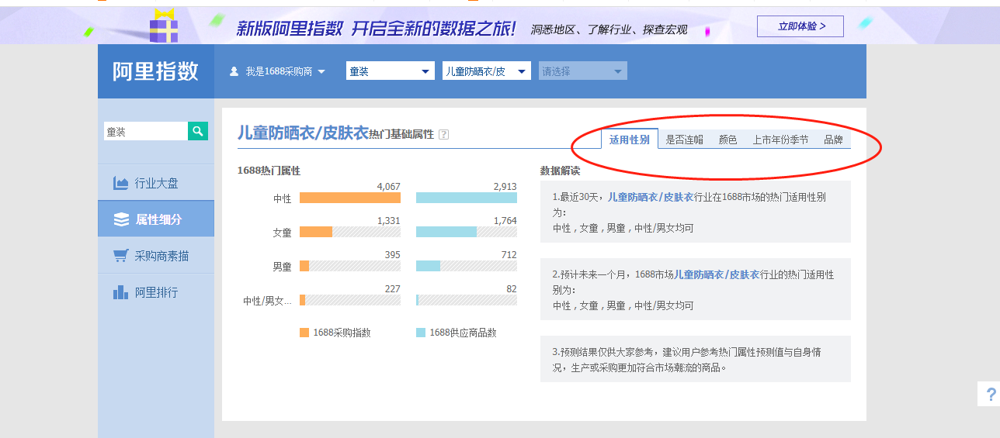 新版阿里指数 开启全新的数据之旅!
洞悉地区、了解行业、探查宏观
立即体验 >
阿里指数
我是1688采购商
童装
儿童防晒衣/皮
请选择
童装
行业大盘
属性细分
采购商素描
阿里排行
儿童防晒衣/皮肤衣热门基础属性 ?
适用性别 是否连帽 颜色 上市年份季节 品牌
1688热门属性
中性 4,067 2,913
女童 1,331 1,764
男童 395 712
中性/男女... 227 82
1688采购指数 1688供应商品数
数据解读
1.最近30天，儿童防晒衣/皮肤衣行业在1688市场的热门适用性别
为：
中性 , 女童 , 男童 , 中性/男女均可
2.预计未来一个月，1688市场儿童防晒衣/皮肤衣行业的热门适用性
别为：
中性 , 女童 , 男童 , 中性/男女均可
3.预测结果仅供大家参考，建议用户参考热门属性预测值与自身情
况，生产或采购更加符合市场潮流的商品。
?